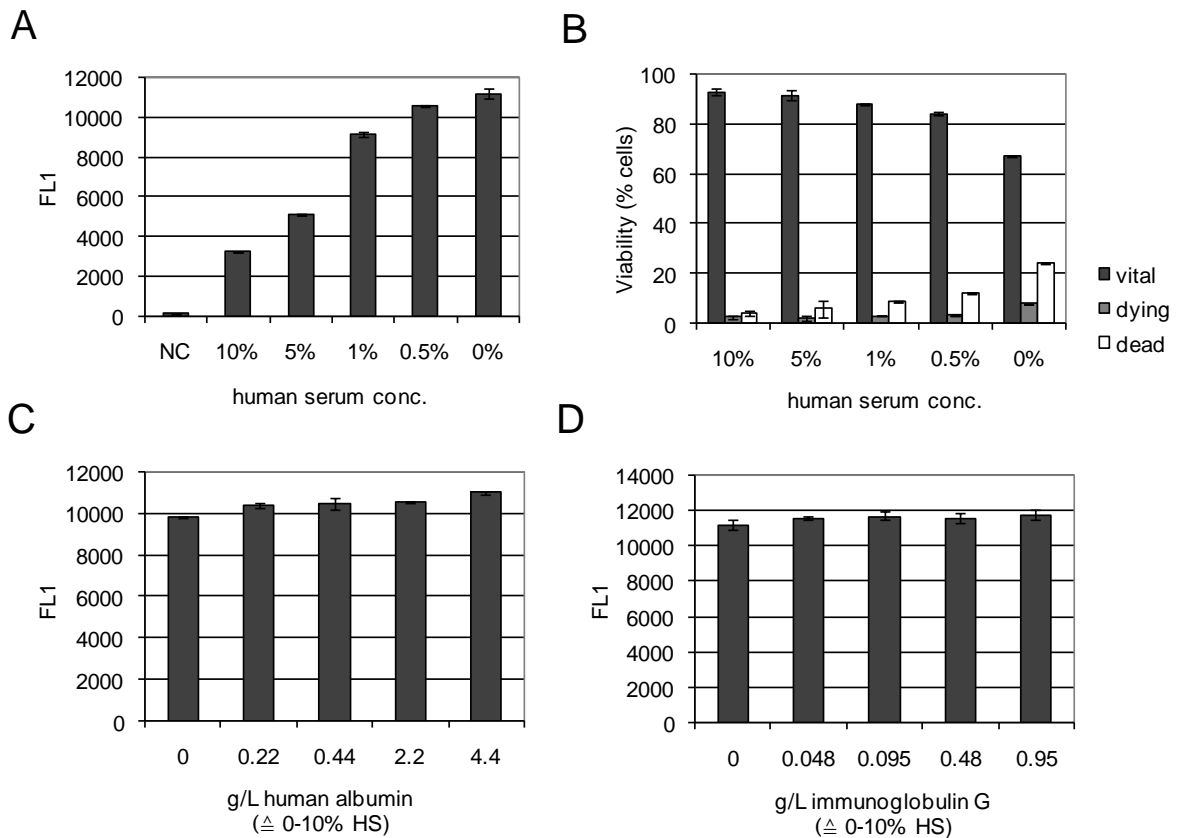 A
12000
10000
8000
6000
4000
2000
0
FL1
NC 10% 5% 1% 0.5% 0%
human serum conc.
B
100
80
60
40
20
0
Viability (% cells)
10% 5% 1% 0.5% 0%
human serum conc.
vital
dying
dead
C
12000
10000
8000
6000
4000
2000
0
FL1
0 0.22 0.44 2.2 4.4
g/L human albumin
(≙ 0-10% HS)
D
14000
12000
10000
8000
6000
4000
2000
0
FL1
0 0.048 0.095 0.48 0.95
g/L immunoglobulin G
(≙ 0-10% HS)